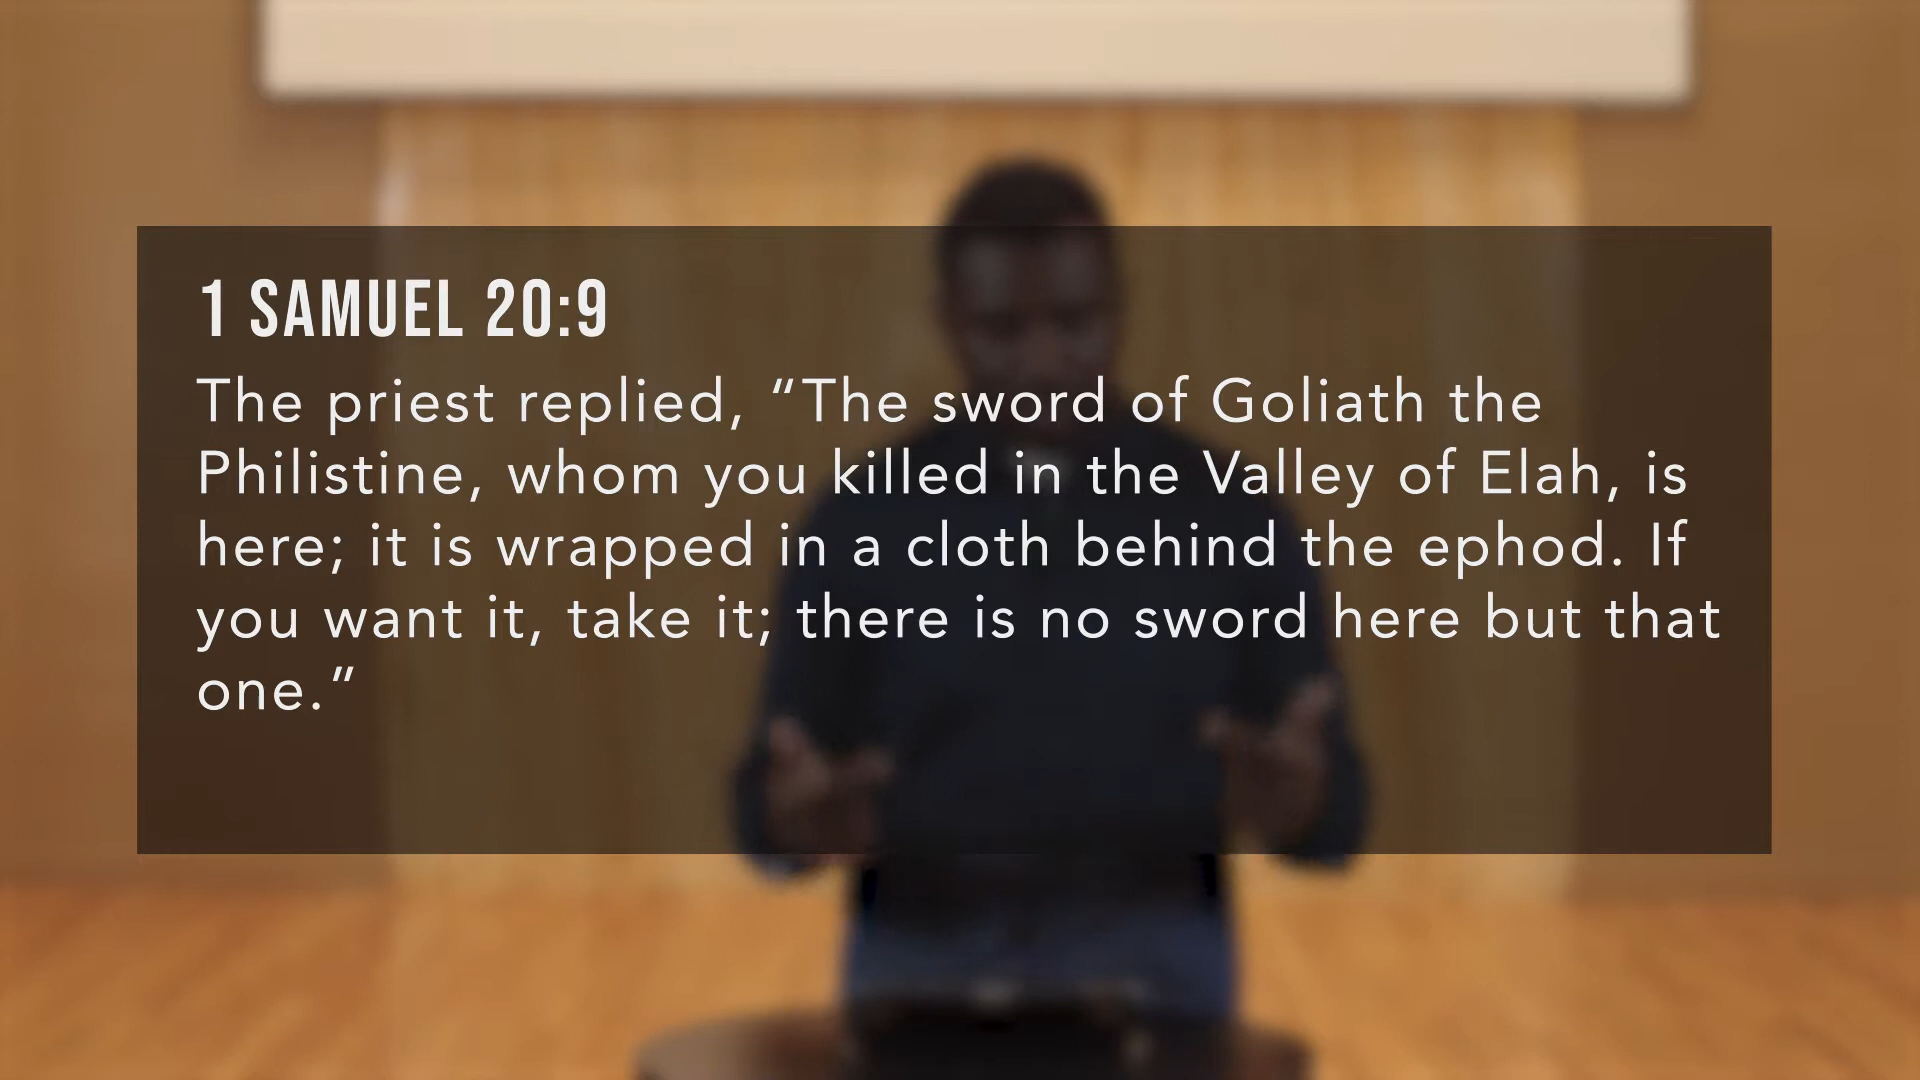 1 SAMUEL 20:9
The priest replied, “The sword of Goliath the
Philistine, whom you killed in the Valley of Elah, is
here; it is wrapped in a cloth behind the ephod. If
you want it, take it; there is no sword here but that
one.”